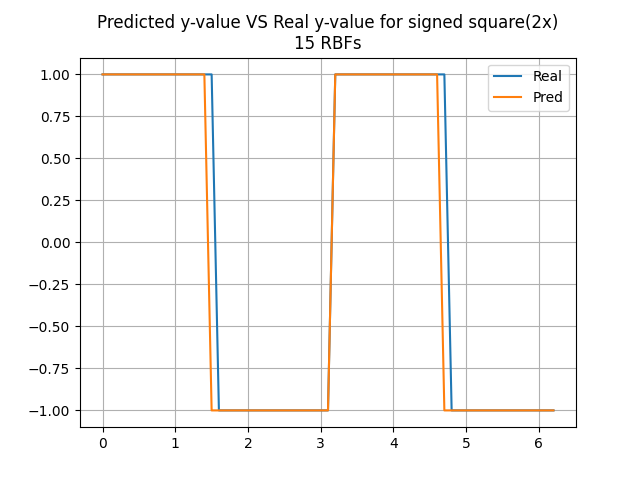 Predicted y-value VS Real y-value for signed square(2x)
15 RBFs
Real
Pred
1.00
0.75
0.50
0.25
0.00
−0.25
−0.50
−0.75
−1.00
0 1 2 3 4 5 6